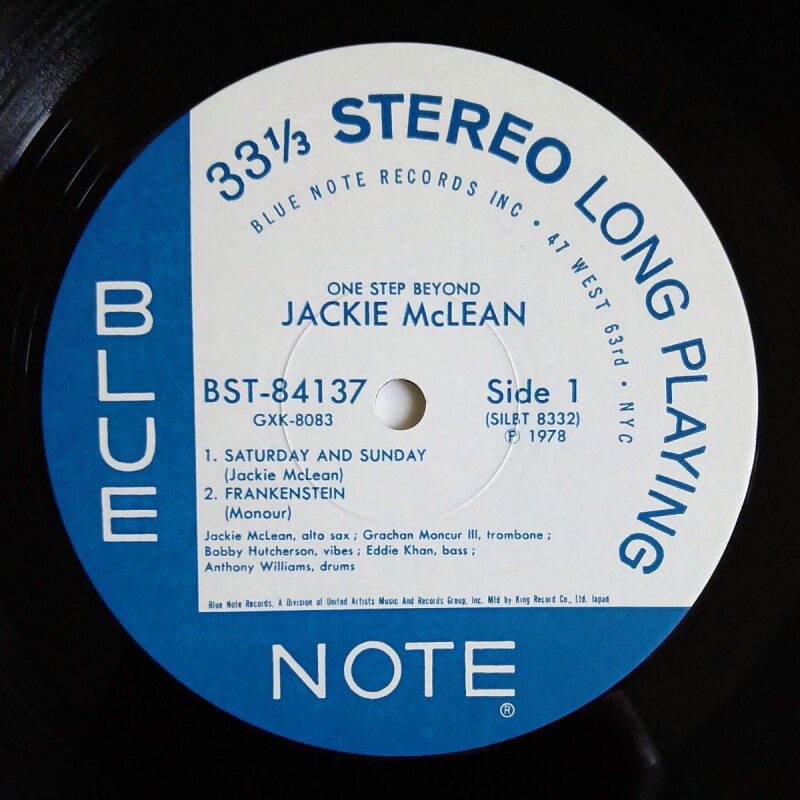 33⅓ STEREO LONG PLAYING
BLUE NOTE RECORDS INC • 47 WEST 63rd • NYC
ONE STEP BEYOND
JACKIE McLEAN
BST-84137
GXK-8083
Side 1
(SILBT 8332)
Ⓟ 1978
1. SATURDAY AND SUNDAY
(Jackie McLean)
2. FRANKENSTEIN
(Monour)
Jackie McLean, alto sax ; Grachan Moncur III, trombone ;
Bobby Hutcherson, vibes ; Eddie Khan, bass ;
Anthony Williams, drums
Blue Note Records, A Division of United Artists Music And Records Group, Inc. Mfd by King Record Co., Ltd. Iapan
BLUE
NOTE
®